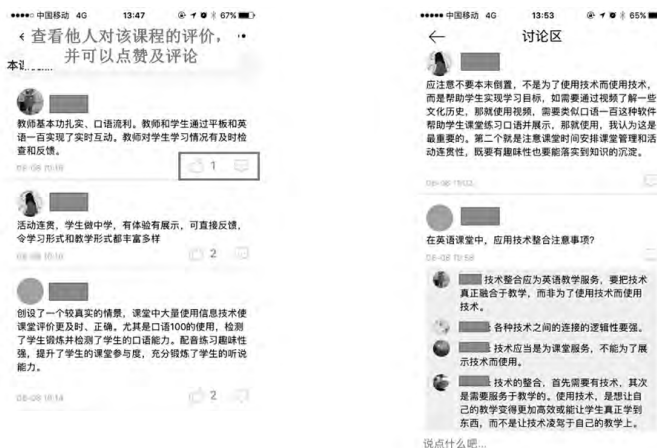 中国移动 4G 13:47 67%
查看他人对该课程的评价，
并可以点赞及评论
教师基本功扎实、口语流利。教师和学生通过平板和英
语一百实现了实时互动。教师对学生学习情况有及时检
查和反馈。
08-08 10:18
1
活动连贯，学生做中学，有体验有展示，可直接反馈，
令学习形式和教学形式都丰富多样
08-08 10:16
2
创设了一个较真实的情景，课堂中大量使用信息技术使
课堂评价更及时、正确。尤其是口语100的使用，检测
了学生锻炼并检测了学生的口语能力。配音练习趣味性
强，提升了学生的课堂参与度，充分锻炼了学生的听说
能力。
08-08 10:14
2
中国移动 4G 13:53 65%
讨论区
应注意不要本末倒置，不是为了使用技术而使用技术，
而是帮助学生实现学习目标，如需要通过视频了解一些
文化历史，那就使用视频，需要类似口语一百这种软件
帮助学生课堂练习口语并展示，那就使用，我认为这是
最重要的。第二个就是注意课堂时间安排课堂管理和活
动连贯性，既要有趣味性也要能落实到知识的沉淀。
在英语课堂中，应用技术整合注意事项？
08-08 10:58
技术整合应为英语教学服务，要把技术
真正融合于教学，而非为了使用技术而使用
技术。
：各种技术之间的连接的逻辑性要强。
：技术应当是为课堂服务，不能为了展
示技术而使用。
：技术的整合，首先需要有技术，其次
是需要服务于教学的。使用技术，是想让自
己的教学变得更加高效或能让学生真正学到
东西，而不是让技术凌驾于自己的教学上。
说点什么吧...